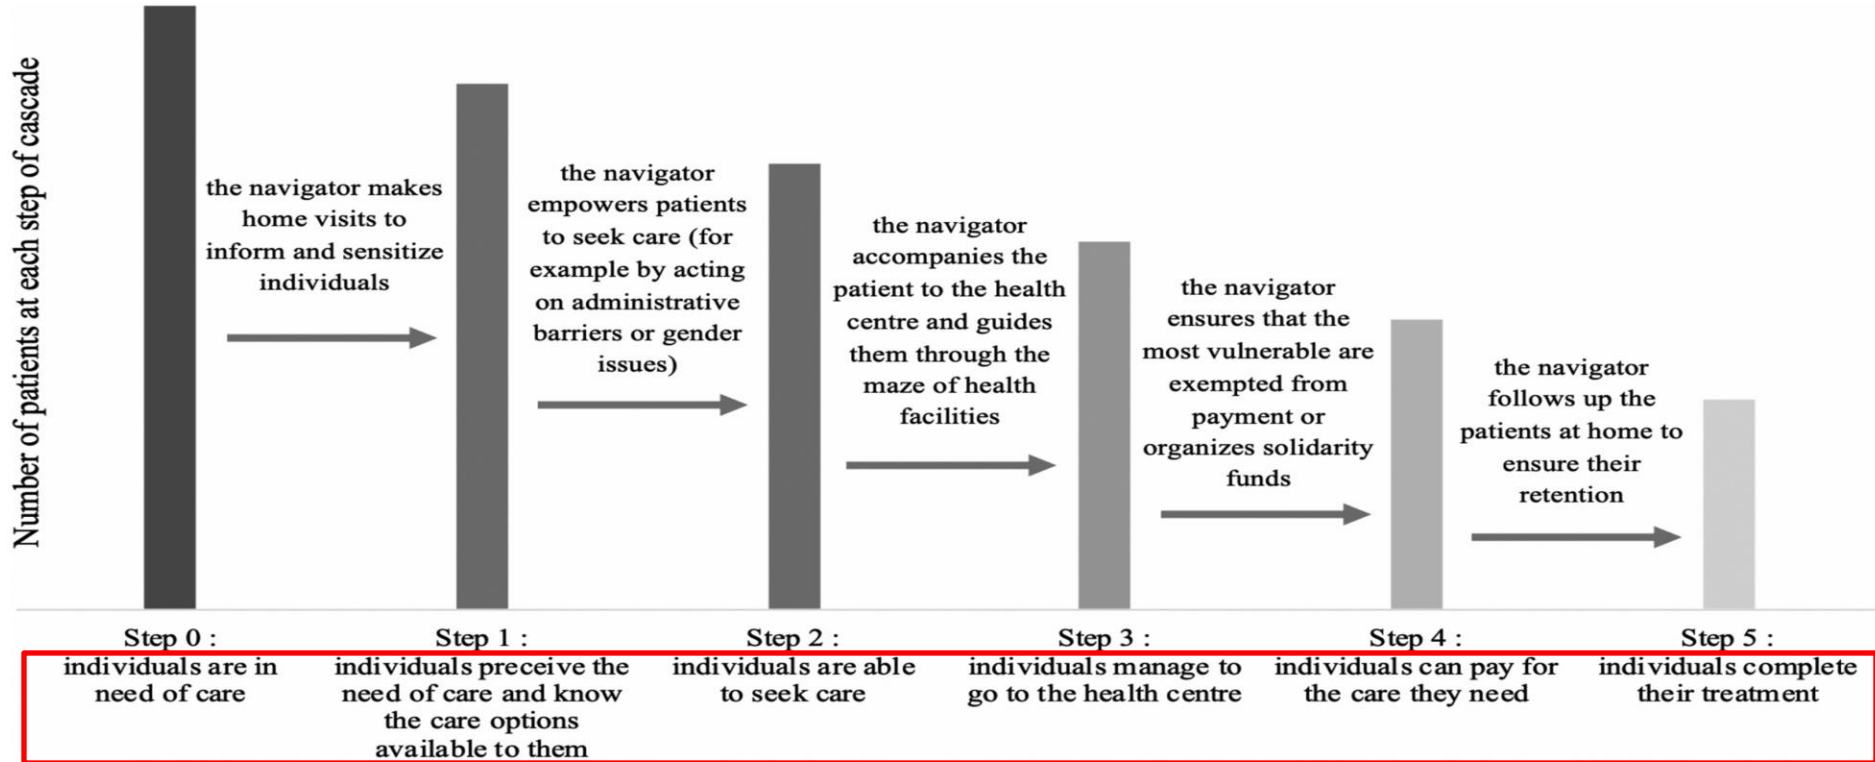 Number of patients at each step of cascade
the navigator makes
home visits to
inform and sensitize
individuals
the navigator
empowers patients
to seek care (for
example by acting
on administrative
barriers or gender
issues)
the navigator
accompanies the
patient to the health
centre and guides
them through the
maze of health
facilities
the navigator
ensures that the
most vulnerable are
exempted from
payment or
organizes solidarity
funds
the navigator
follows up the
patients at home to
ensure their
retention
Step 0 :
individuals are in
need of care
Step 1 :
individuals preceive the
need of care and know
the care options
available to them
Step 2 :
individuals are able
to seek care
Step 3 :
individuals manage to
go to the health centre
Step 4 :
individuals can pay for
the care they need
Step 5 :
individuals complete
their treatment